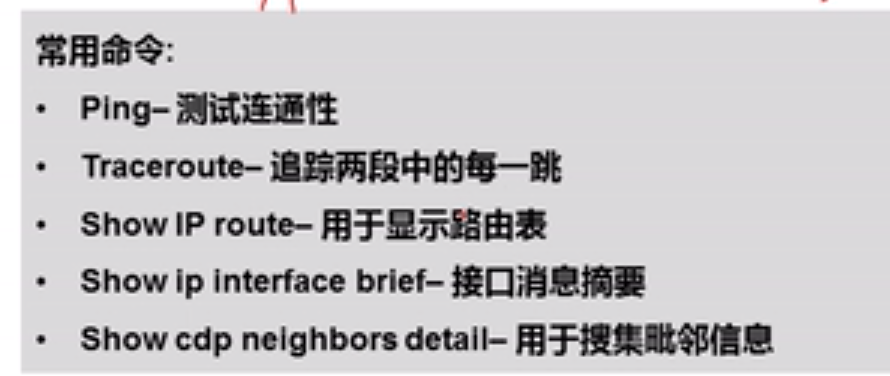 常用命令:
• Ping– 测试连通性
• Traceroute– 追踪两段中的每一跳
• Show IP route– 用于显示路由表
• Show ip interface brief– 接口消息摘要
• Show cdp neighbors detail– 用于搜集毗邻信息